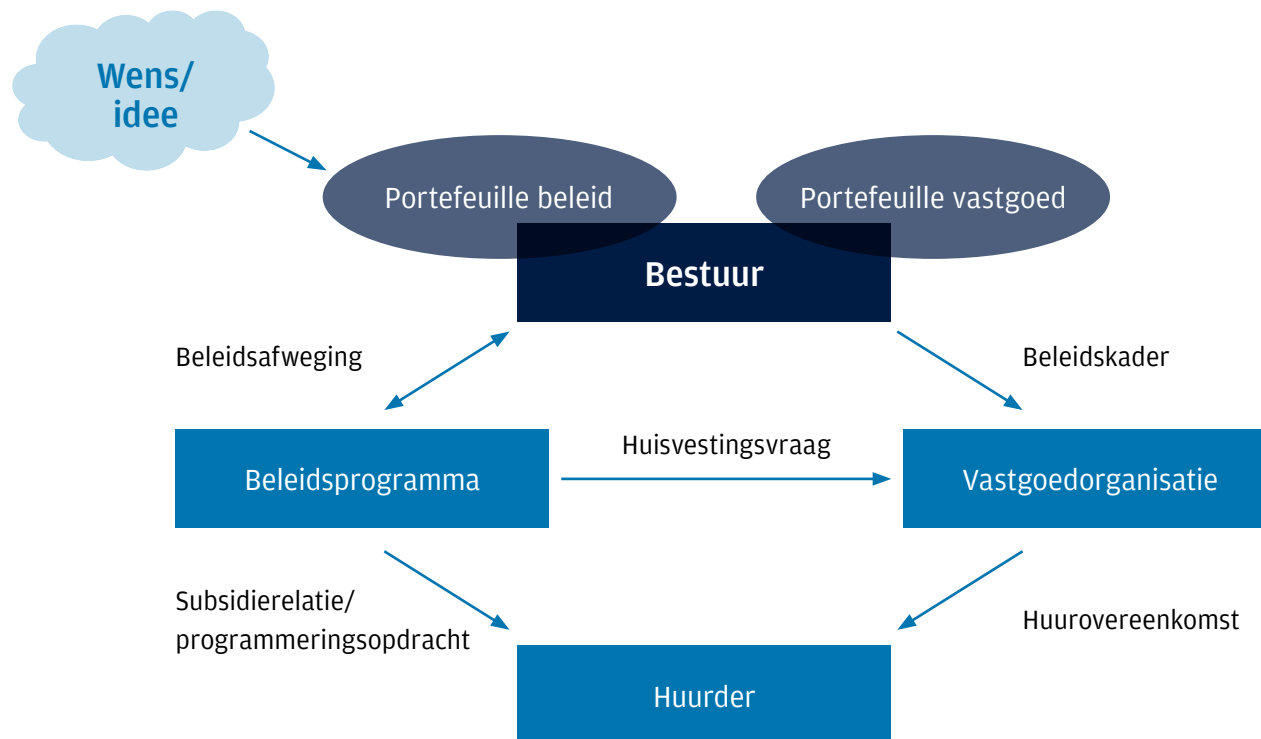 Wens/
idee
Portefeuille beleid
Portefeuille vastgoed
Bestuur
Beleidsafweging
Beleidskader
Huisvestingsvraag
Beleidsprogramma
Vastgoedorganisatie
Subsidierelatie/
programmeringsopdracht
Huurovereenkomst
Huurder